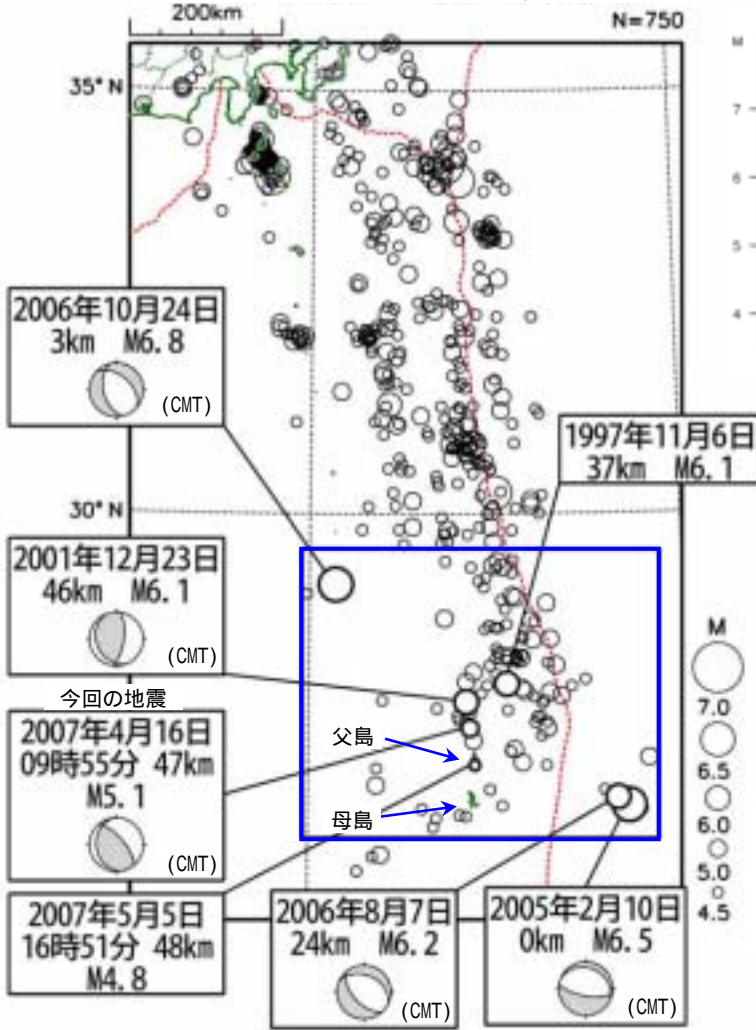 200km
N=750
35°N
M
7
6
5
4
2006年10月24日
3km M6.8
(CMT)
1997年11月6日
37km M6.1
30°N
2001年12月23日
46km M6.1
(CMT)
今回の地震
2007年4月16日
09時55分 47km
M5.1
(CMT)
父島
母島
M
7.0
6.5
6.0
5.0
4.5
2007年5月5日
16時51分 48km
M4.8
2006年8月7日
24km M6.2
(CMT)
2005年2月10日
0km M6.5
(CMT)